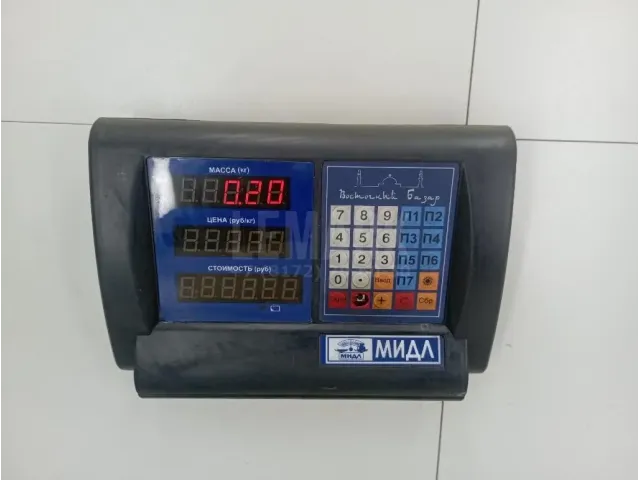 МАССА (кг)
0.20
ЦЕНА (руб/кг)
СТОИМОСТЬ (руб)
Восточный Базар
7 8 9 П1 П2
4 5 6 П3 П4
1 2 3 П5 П6
0 . П7
+ С Сбр
МИДЛ
МИДЛ